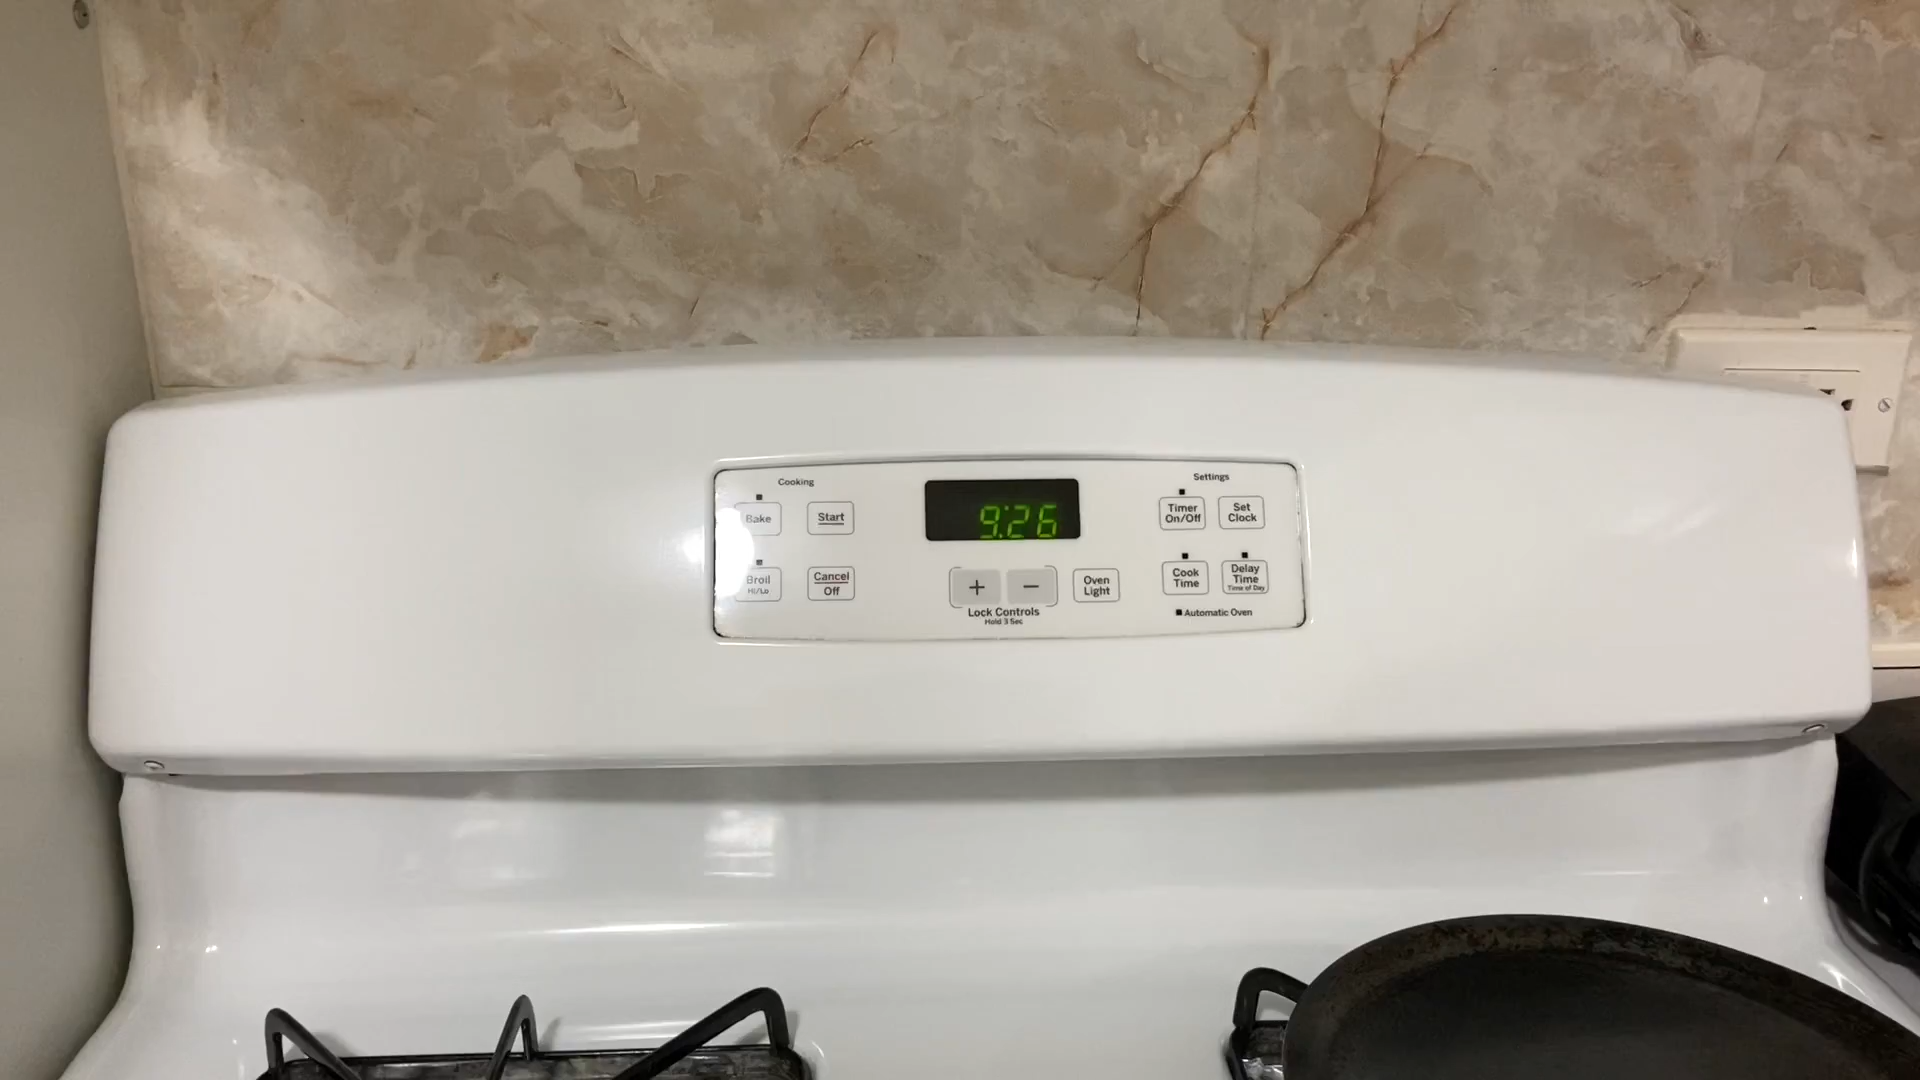 Cooking
Bake
Start
Broil
Hi/Lo
Cancel
Off
9:26
+
−
Lock Controls
Hold 3 Sec
Oven
Light
Settings
Timer
On/Off
Set
Clock
Cook
Time
Delay
Time
Time of Day
Automatic Oven